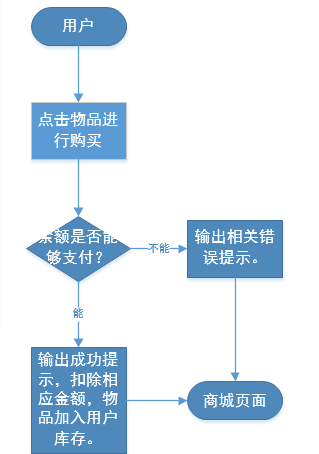 用户
点击物品进
行购买
余额是否能
够支付？
不能
输出相关错
误提示。
能
输出成功提
示，扣除相
应金额，物
品加入用户
库存。
商城页面